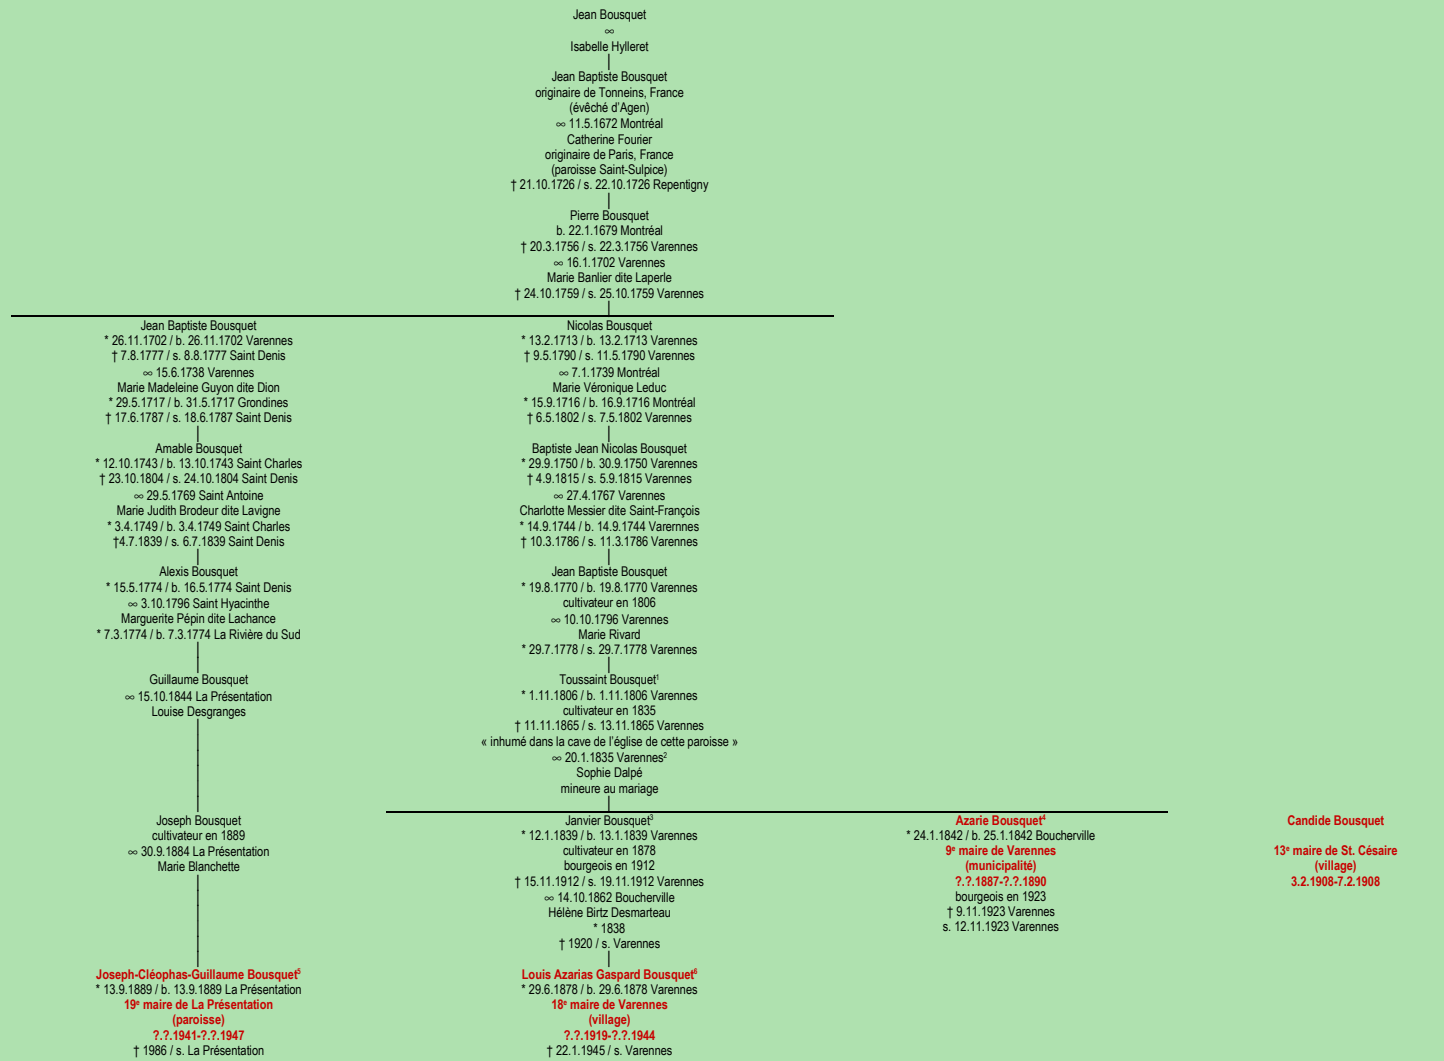 Jean Bousquet
∞
Isabelle Hylleret
Jean Baptiste Bousquet
originaire de Tonneins, France
(évêché d'Agen)
∞ 11.5.1672 Montréal
Catherine Fourier
originaire de Paris, France
(paroisse Saint-Sulpice)
† 21.10.1726 / s. 22.10.1726 Repentigny
Pierre Bousquet
b. 22.1.1679 Montréal
† 20.3.1756 / s. 22.3.1756 Varennes
∞ 16.1.1702 Varennes
Marie Banlier dite Laperle
† 24.10.1759 / s. 25.10.1759 Varennes
Jean Baptiste Bousquet
* 26.11.1702 / b. 26.11.1702 Varennes
† 7.8.1777 / s. 8.8.1777 Saint Denis
∞ 15.6.1738 Varennes
Marie Madeleine Guyon dite Dion
* 29.5.1717 / b. 31.5.1717 Grondines
† 17.6.1787 / s. 18.6.1787 Saint Denis
Amable Bousquet
* 12.10.1743 / b. 13.10.1743 Saint Charles
† 23.10.1804 / s. 24.10.1804 Saint Denis
∞ 29.5.1769 Saint Antoine
Marie Judith Brodeur dite Lavigne
* 3.4.1749 / b. 3.4.1749 Saint Charles
†4.7.1839 / s. 6.7.1839 Saint Denis
Alexis Bousquet
* 15.5.1774 / b. 16.5.1774 Saint Denis
∞ 3.10.1796 Saint Hyacinthe
Marguerite Pépin dite Lachance
* 7.3.1774 / b. 7.3.1774 La Rivière du Sud
Guillaume Bousquet
∞ 15.10.1844 La Présentation
Louise Desgranges
Joseph Bousquet
cultivateur en 1889
∞ 30.9.1884 La Présentation
Marie Blanchette
Joseph-Cléophas-Guillaume Bousquet⁵
* 13.9.1889 / b. 13.9.1889 La Présentation
19ᵉ maire de La Présentation
(paroisse)
?.?.1941-?.?.1947
† 1986 / s. La Présentation
Nicolas Bousquet
* 13.2.1713 / b. 13.2.1713 Varennes
† 9.5.1790 / s. 11.5.1790 Varennes
∞ 7.1.1739 Montréal
Marie Véronique Leduc
* 15.9.1716 / b. 16.9.1716 Montréal
† 6.5.1802 / s. 7.5.1802 Varennes
Baptiste Jean Nicolas Bousquet
* 29.9.1750 / b. 30.9.1750 Varennes
† 4.9.1815 / s. 5.9.1815 Varennes
∞ 27.4.1767 Varennes
Charlotte Messier dite Saint-François
* 14.9.1744 / b. 14.9.1744 Varernnes
† 10.3.1786 / s. 11.3.1786 Varennes
Jean Baptiste Bousquet
* 19.8.1770 / b. 19.8.1770 Varennes
cultivateur en 1806
∞ 10.10.1796 Varennes
Marie Rivard
* 29.7.1778 / s. 29.7.1778 Varennes
Toussaint Bousquet¹
* 1.11.1806 / b. 1.11.1806 Varennes
cultivateur en 1835
† 11.11.1865 / s. 13.11.1865 Varennes
« inhumé dans la cave de l'église de cette paroisse »
∞ 20.1.1835 Varennes²
Sophie Dalpé
mineure au mariage
Janvier Bousquet³
* 12.1.1839 / b. 13.1.1839 Varennes
cultivateur en 1878
bourgeois en 1912
† 15.11.1912 / s. 19.11.1912 Varennes
∞ 14.10.1862 Boucherville
Hélène Birtz Desmarteau
* 1838
† 1920 / s. Varennes
Louis Azarias Gaspard Bousquet⁶
* 29.6.1878 / b. 29.6.1878 Varennes
18ᵉ maire de Varennes
(village)
?.?.1919-?.?.1944
† 22.1.1945 / s. Varennes
Azarie Bousquet⁴
* 24.1.1842 / b. 25.1.1842 Boucherville
9ᵉ maire de Varennes
(municipalité)
?.?.1887-?.?.1890
bourgeois en 1923
† 9.11.1923 Varennes
s. 12.11.1923 Varennes
Candide Bousquet
13ᵉ maire de St. Césaire
(village)
3.2.1908-7.2.1908